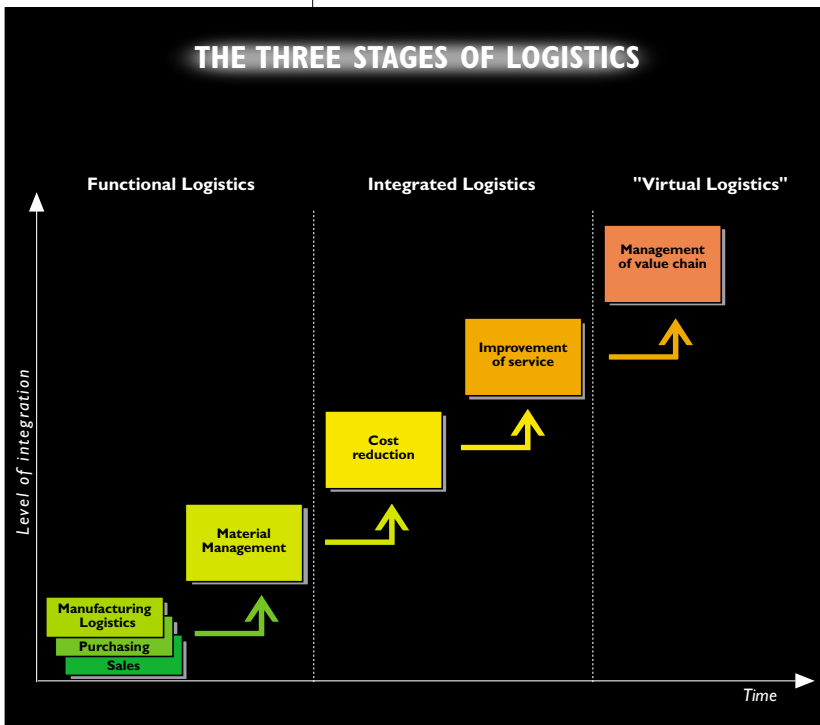 THE THREE STAGES OF LOGISTICS
Functional Logistics
Integrated Logistics
"Virtual Logistics"
Management
of value chain
Improvement
of service
Cost
reduction
Material
Management
Manufacturing
Logistics
Purchasing
Sales
Level of integration
Time